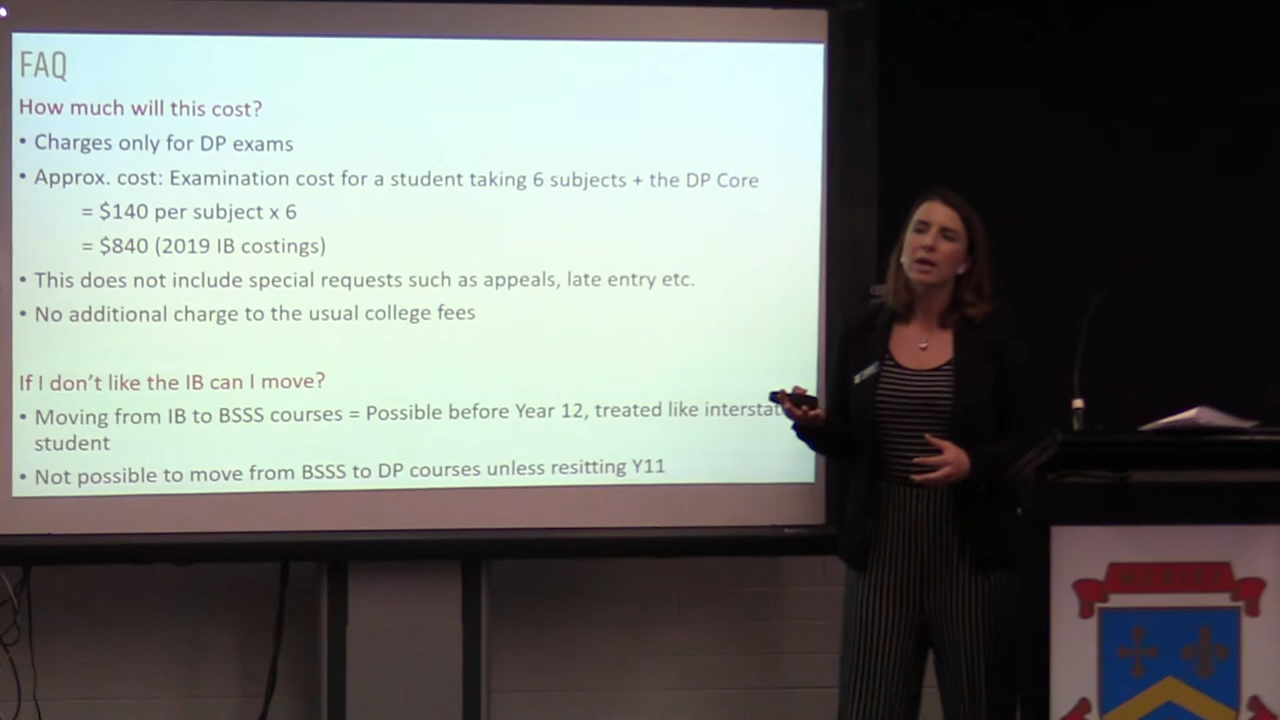 FAQ
How much will this cost?
• Charges only for DP exams
• Approx. cost: Examination cost for a student taking 6 subjects + the DP Core
= $140 per subject x 6
= $840 (2019 IB costings)
• This does not include special requests such as appeals, late entry etc.
• No additional charge to the usual college fees
If I don't like the IB can I move?
• Moving from IB to BSSS courses = Possible before Year 12, treated like interstat
student
• Not possible to move from BSSS to DP courses unless resitting Y11